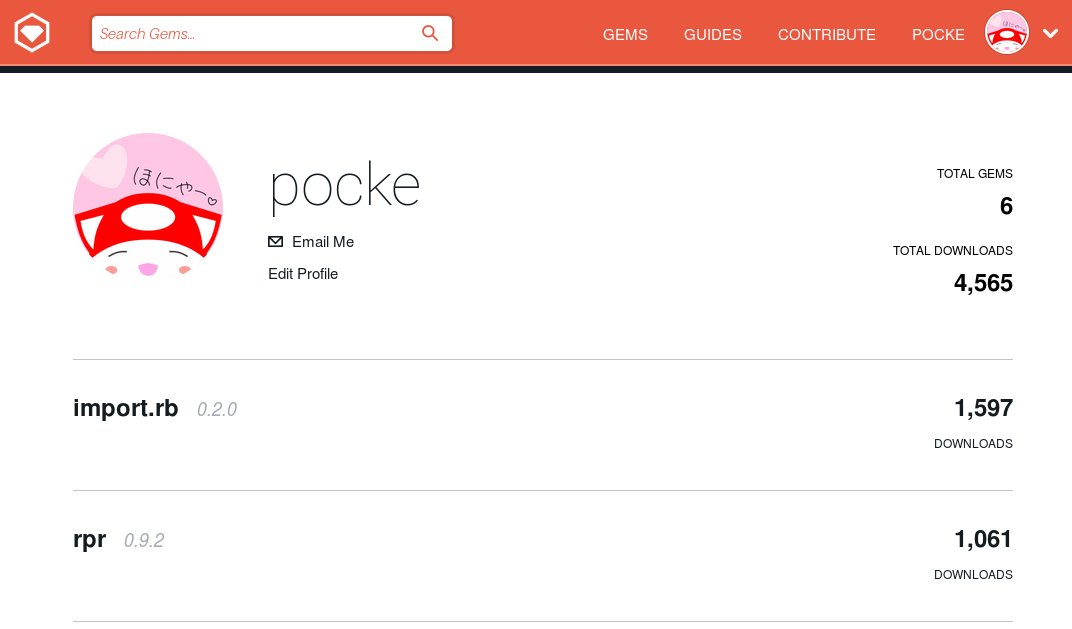 Search Gems...
GEMS GUIDES CONTRIBUTE POCKE
ほにゃー
pocke
Email Me
Edit Profile
TOTAL GEMS
6
TOTAL DOWNLOADS
4,565
import.rb 0.2.0
1,597
DOWNLOADS
rpr 0.9.2
1,061
DOWNLOADS